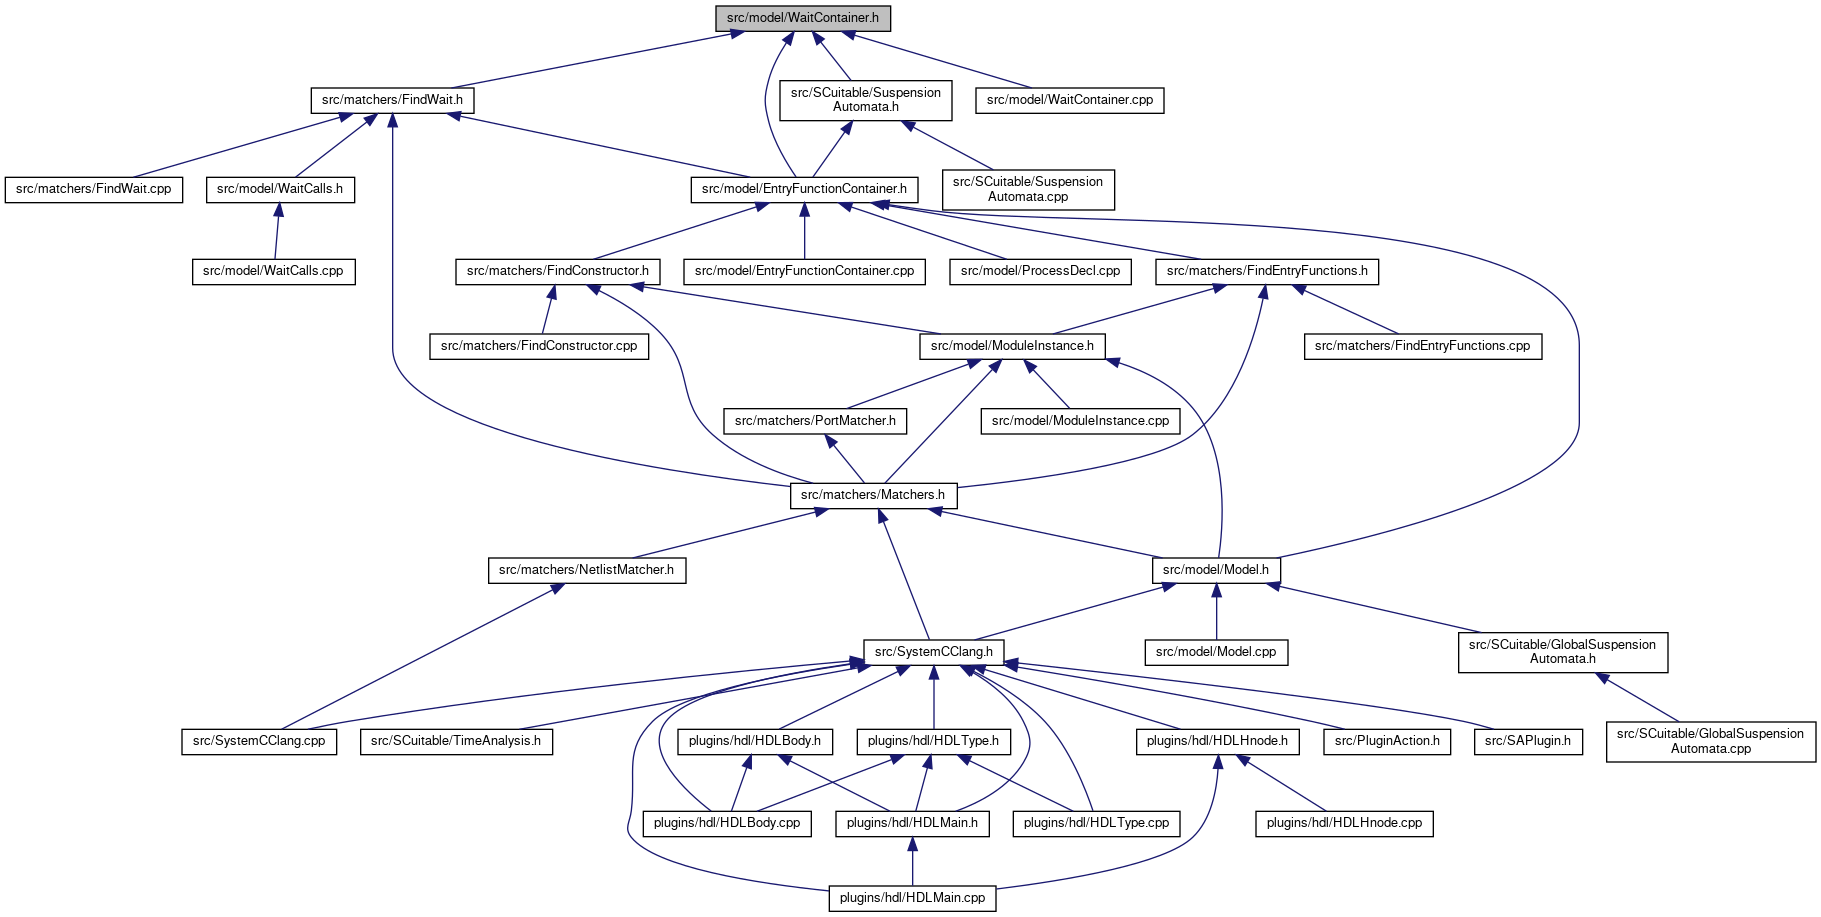 src/model/WaitContainer.h
src/matchers/FindWait.h
src/SCuitable/Suspension
Automata.h
src/model/WaitContainer.cpp
src/matchers/FindWait.cpp
src/model/WaitCalls.h
src/model/EntryFunctionContainer.h
src/SCuitable/Suspension
Automata.cpp
src/model/WaitCalls.cpp
src/matchers/FindConstructor.h
src/model/EntryFunctionContainer.cpp
src/model/ProcessDecl.cpp
src/matchers/FindEntryFunctions.h
src/matchers/FindConstructor.cpp
src/model/ModuleInstance.h
src/matchers/FindEntryFunctions.cpp
src/matchers/PortMatcher.h
src/model/ModuleInstance.cpp
src/matchers/Matchers.h
src/matchers/NetlistMatcher.h
src/model/Model.h
src/SystemCClang.h
src/model/Model.cpp
src/SCuitable/GlobalSuspension
Automata.h
src/SystemCClang.cpp
src/SCuitable/TimeAnalysis.h
plugins/hdl/HDLBody.h
plugins/hdl/HDLType.h
plugins/hdl/HDLHnode.h
src/PluginAction.h
src/SAPlugin.h
src/SCuitable/GlobalSuspension
Automata.cpp
plugins/hdl/HDLBody.cpp
plugins/hdl/HDLMain.h
plugins/hdl/HDLType.cpp
plugins/hdl/HDLHnode.cpp
plugins/hdl/HDLMain.cpp